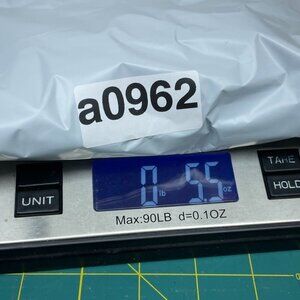 a0962
0 lb 5.5 oz
UNIT
TARE
HOLD
Max:90LB d=0.1OZ